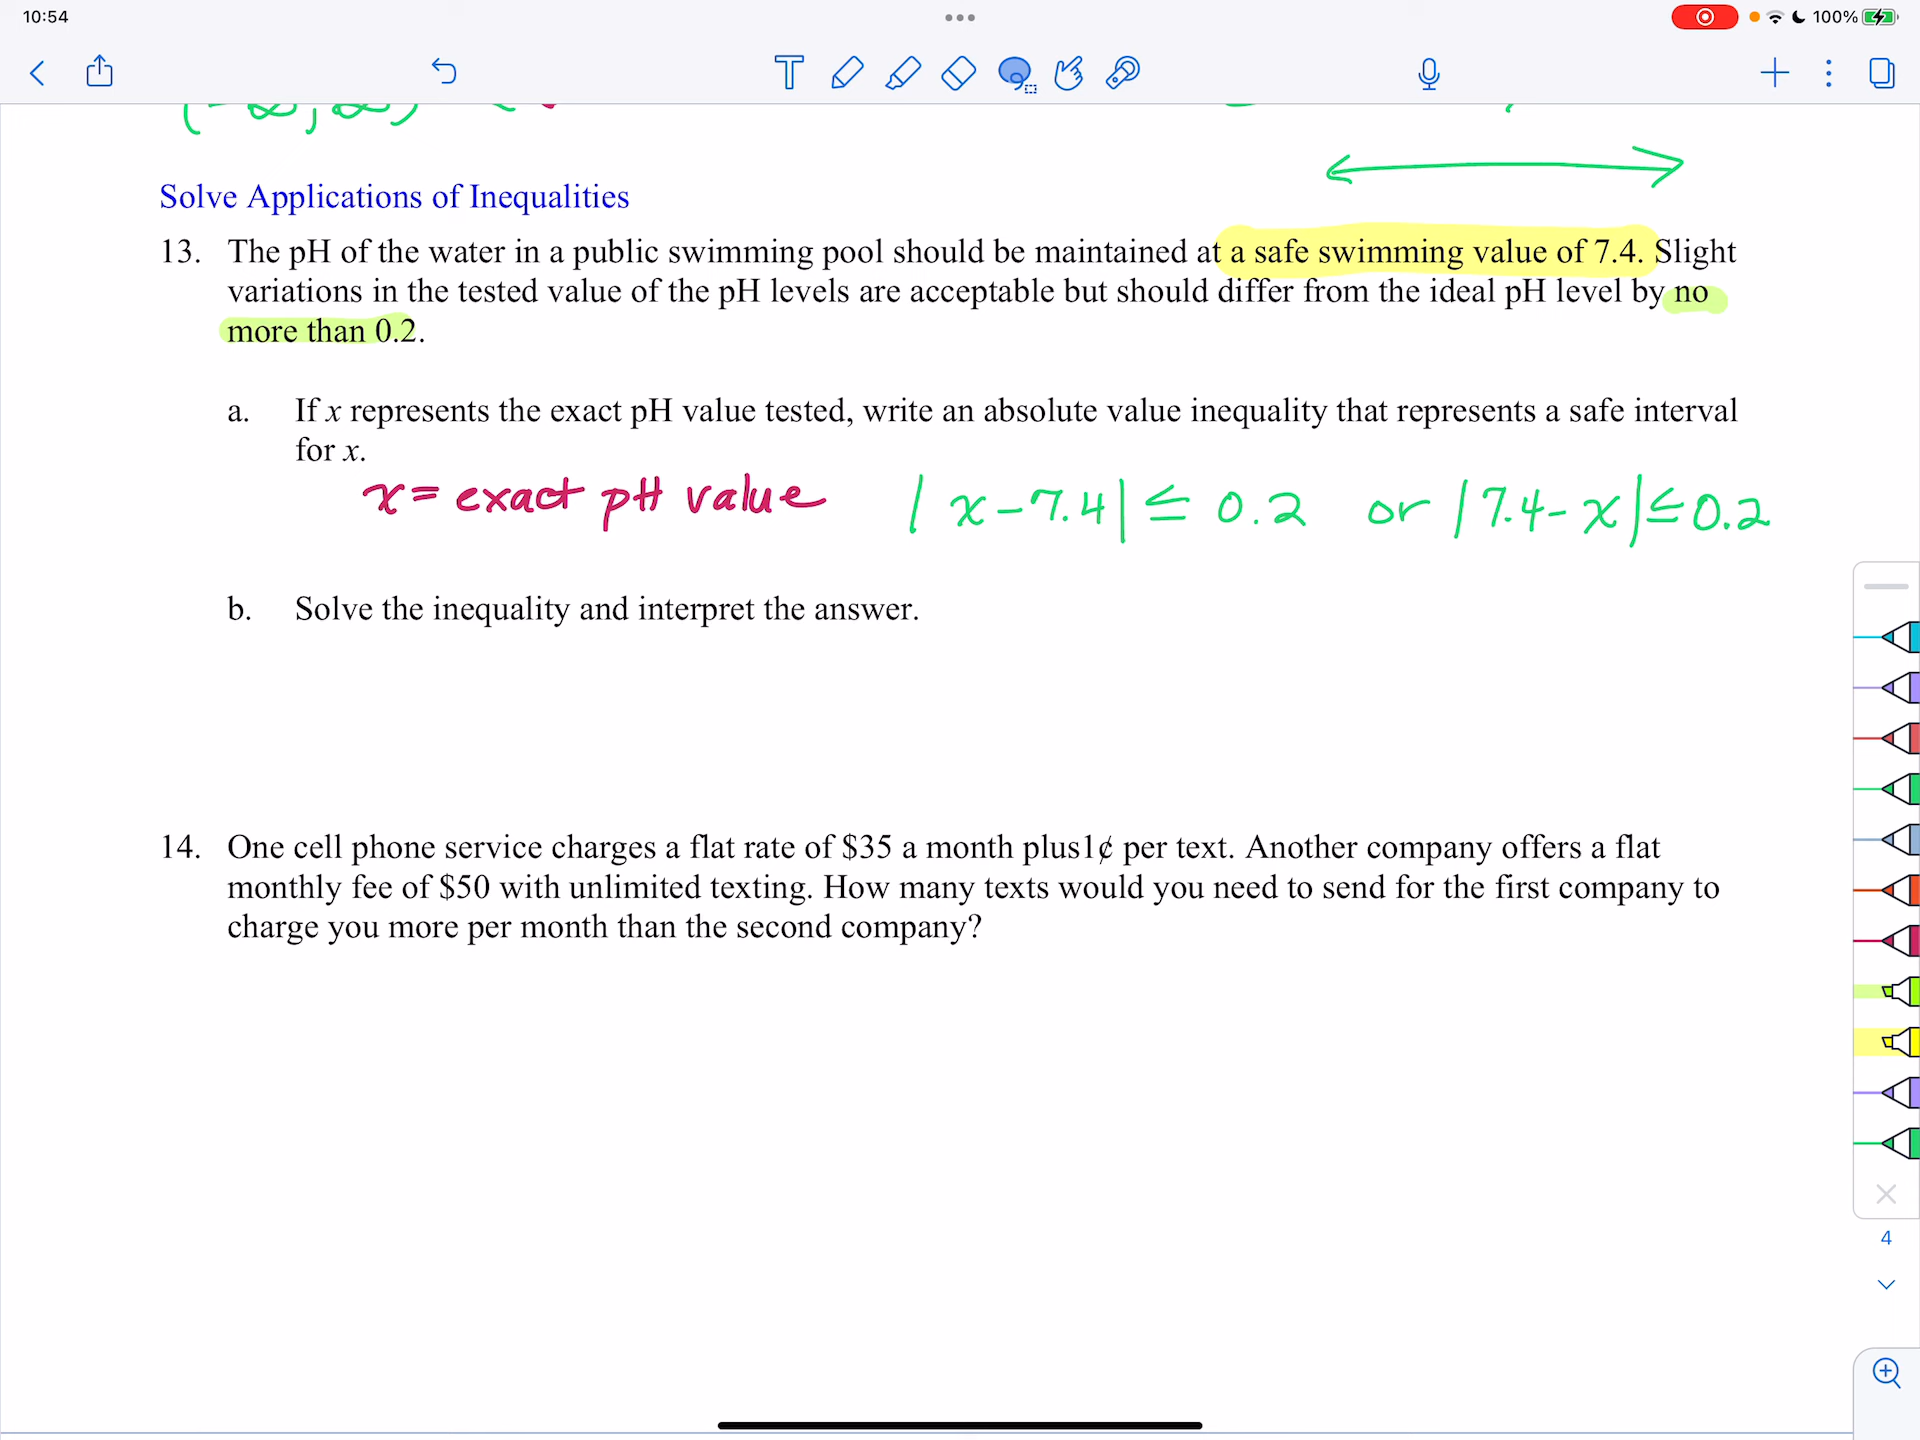 10:54
100%
(-∞, ∞)
Solve Applications of Inequalities
13. The pH of the water in a public swimming pool should be maintained at a safe swimming value of 7.4. Slight
variations in the tested value of the pH levels are acceptable but should differ from the ideal pH level by no
more than 0.2.
a. If x represents the exact pH value tested, write an absolute value inequality that represents a safe interval
for x.
x = exact pH value | x - 7.4 | ≤ 0.2 or | 7.4 - x | ≤ 0.2
b. Solve the inequality and interpret the answer.
14. One cell phone service charges a flat rate of $35 a month plus1¢ per text. Another company offers a flat
monthly fee of $50 with unlimited texting. How many texts would you need to send for the first company to
charge you more per month than the second company?
4